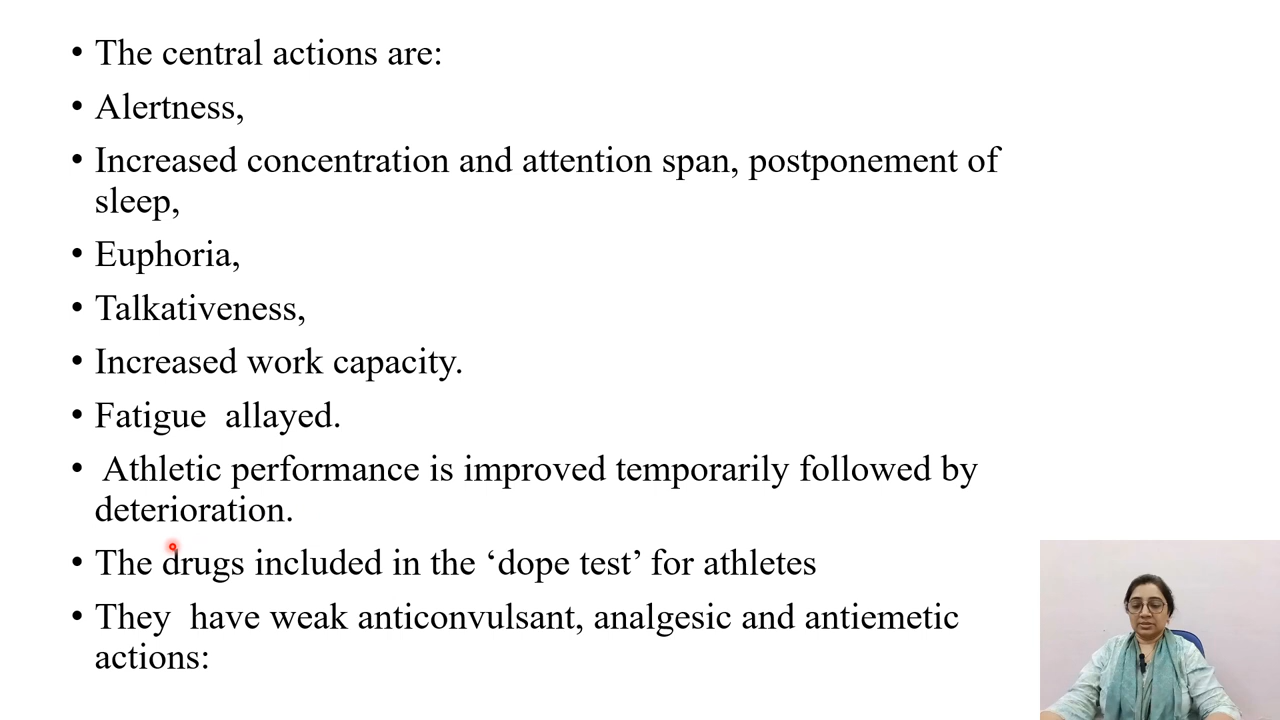 • The central actions are:
• Alertness,
• Increased concentration and attention span, postponement of
sleep,
• Euphoria,
• Talkativeness,
• Increased work capacity.
• Fatigue  allayed.
•  Athletic performance is improved temporarily followed by
deterioration.
• The drugs included in the ‘dope test’ for athletes
• They  have weak anticonvulsant, analgesic and antiemetic
actions: